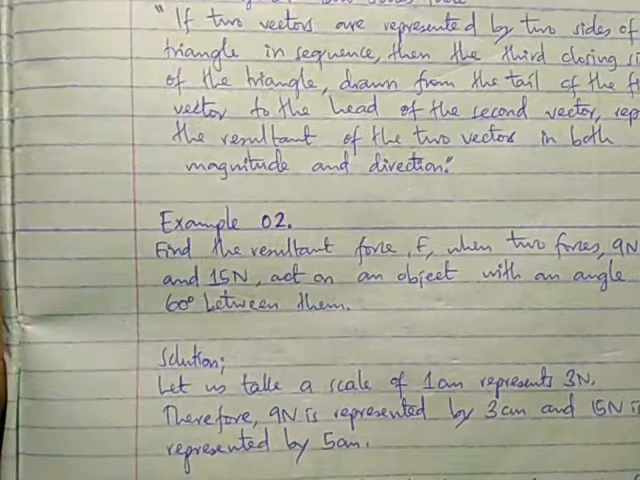 "If two vectors are represented by two sides of
triangle in sequence, then the third closing si
of the triangle, drawn from the tail of the fi
vector to the head of the second vector, rep
the resultant of the two vectors in both
magnitude and direction."
Example 02.
Find the resultant force, F, when two forces, 9N
and 15N, act on an object with an angle
60° between them.
Solution;
Let us take a scale of 1cm represents 3N.
Therefore, 9N is represented by 3cm and 15N is
represented by 5cm.